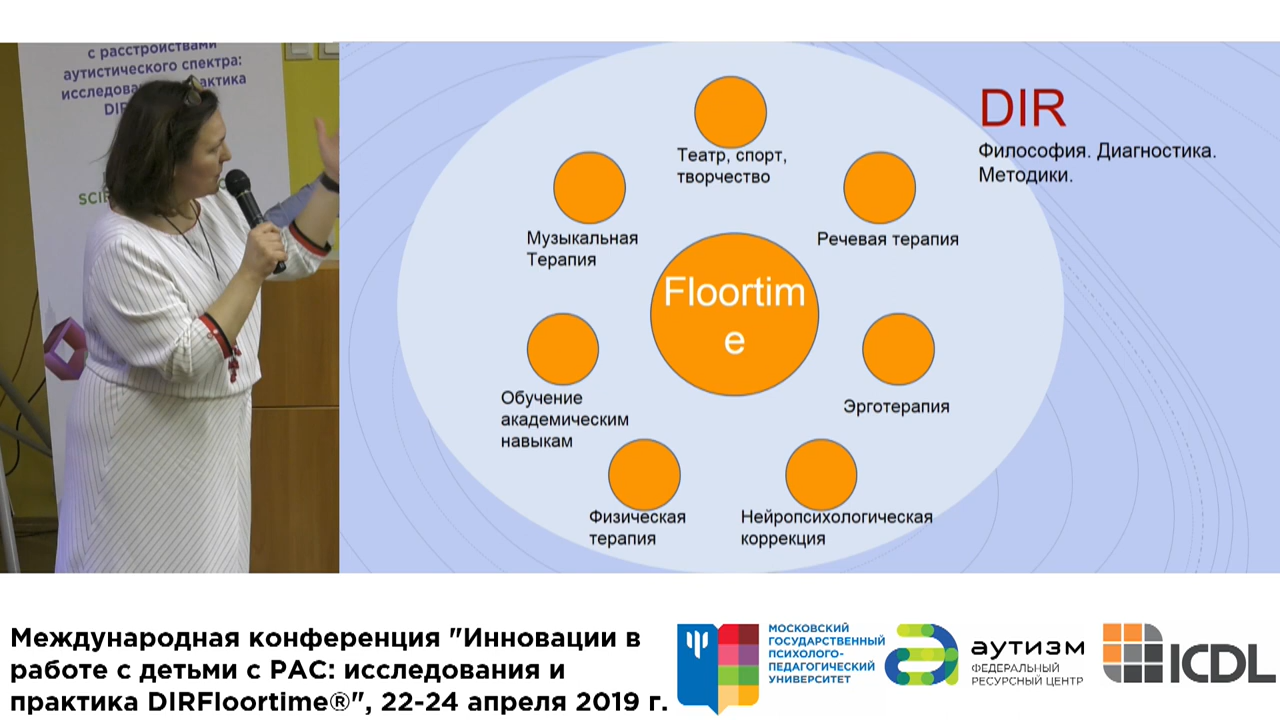 с расстройствами
аутистического спектра:
DIR
Философия. Диагностика.
Методики.
Театр, спорт,
творчество
Музыкальная
Терапия
Речевая терапия
Floortim
e
Обучение
академическим
навыкам
Эрготерапия
Физическая
терапия
Нейропсихологическая
коррекция
Международная конференция "Инновации в
работе с детьми с РАС: исследования и
практика DIRFloortime®", 22-24 апреля 2019 г.
МОСКОВСКИЙ
ГОСУДАРСТВЕННЫЙ
ПСИХОЛОГО-
ПЕДАГОГИЧЕСКИЙ
УНИВЕРСИТЕТ
аутизм
ФЕДЕРАЛЬНЫЙ
РЕСУРСНЫЙ ЦЕНТР
ICDL